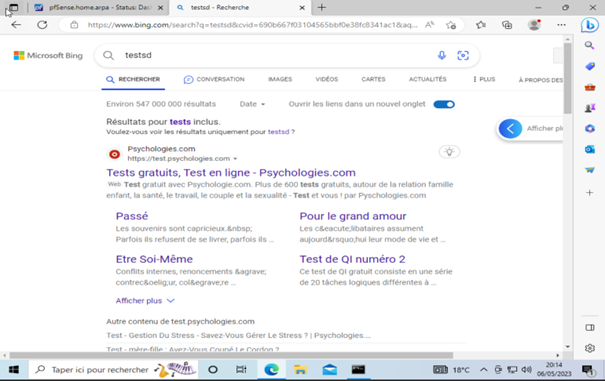 pfSense.home.arpa - Status: Das
testsd - Recherche
https://www.bing.com/search?q=testsd&cvid=690b667f03104565bbf0e38fc8341ac1&aq...
Microsoft Bing
testsd
RECHERCHER
CONVERSATION
IMAGES
VIDÉOS
CARTES
ACTUALITÉS
PLUS
À PROPOS DES
Environ 547 000 000 résultats
Date
Ouvrir les liens dans un nouvel onglet
Résultats pour tests inclus.
Voulez-vous voir les résultats uniquement pour testsd ?
Afficher pl
Psychologies.com
https://test.psychologies.com
Tests gratuits, Test en ligne - Psychologies.com
Web Test gratuit avec Psychologie.com. Plus de 600 tests gratuits, autour de la relation famille
enfant, la santé, le travail, le couple et la sexualité - Test et vous ! par Pyschologies.com
Passé
Les souvenirs sont capricieux.&nbsp;
Parfois ils refusent de se livrer, parfois ils ...
Pour le grand amour
Les c&eacute;libataires assument
aujourd&rsquo;hui leur mode de vie et ...
Etre Soi-Même
Conflits internes, renoncements &agrave;
contrec&oelig;ur, col&egrave;re ...
Test de QI numéro 2
Ce test de QI gratuit consiste en une série
de 20 tâches logiques différentes à ...
Afficher plus
Autre contenu de test.psychologies.com
Test - Gestion Du Stress - Savez-Vous Gérer Le Stress ? | Psychologies....
Test - mère-fille : Avez-Vous Coupé Le Cordon ?
Taper ici pour rechercher
18°C
20:14
06/05/2023